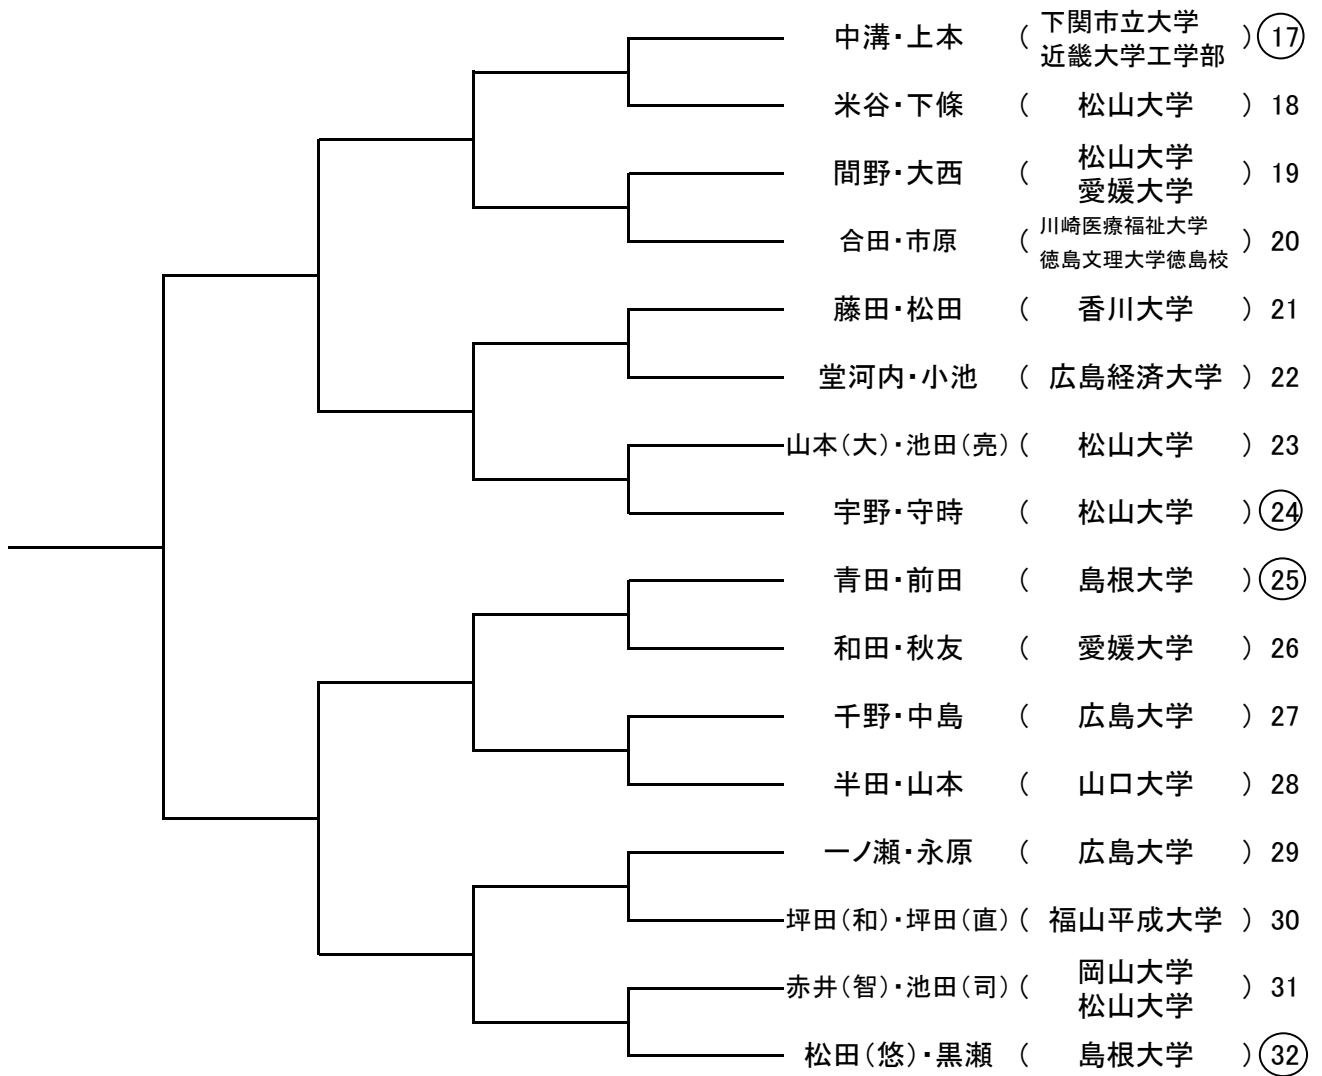 中溝・上本 ( 下関市立大学 ) 17
近畿大学工学部
米谷・下條 ( 松山大学 ) 18
間野・大西 ( 松山大学 ) 19
愛媛大学
合田・市原 ( 川崎医療福祉大学 ) 20
徳島文理大学徳島校
藤田・松田 ( 香川大学 ) 21
堂河内・小池 ( 広島経済大学 ) 22
山本(大)・池田(亮) ( 松山大学 ) 23
宇野・守時 ( 松山大学 ) 24
青田・前田 ( 島根大学 ) 25
和田・秋友 ( 愛媛大学 ) 26
千野・中島 ( 広島大学 ) 27
半田・山本 ( 山口大学 ) 28
一ノ瀬・永原 ( 広島大学 ) 29
坪田(和)・坪田(直) ( 福山平成大学 ) 30
赤井(智)・池田(司) ( 岡山大学 ) 31
松山大学
松田(悠)・黒瀬 ( 島根大学 ) 32